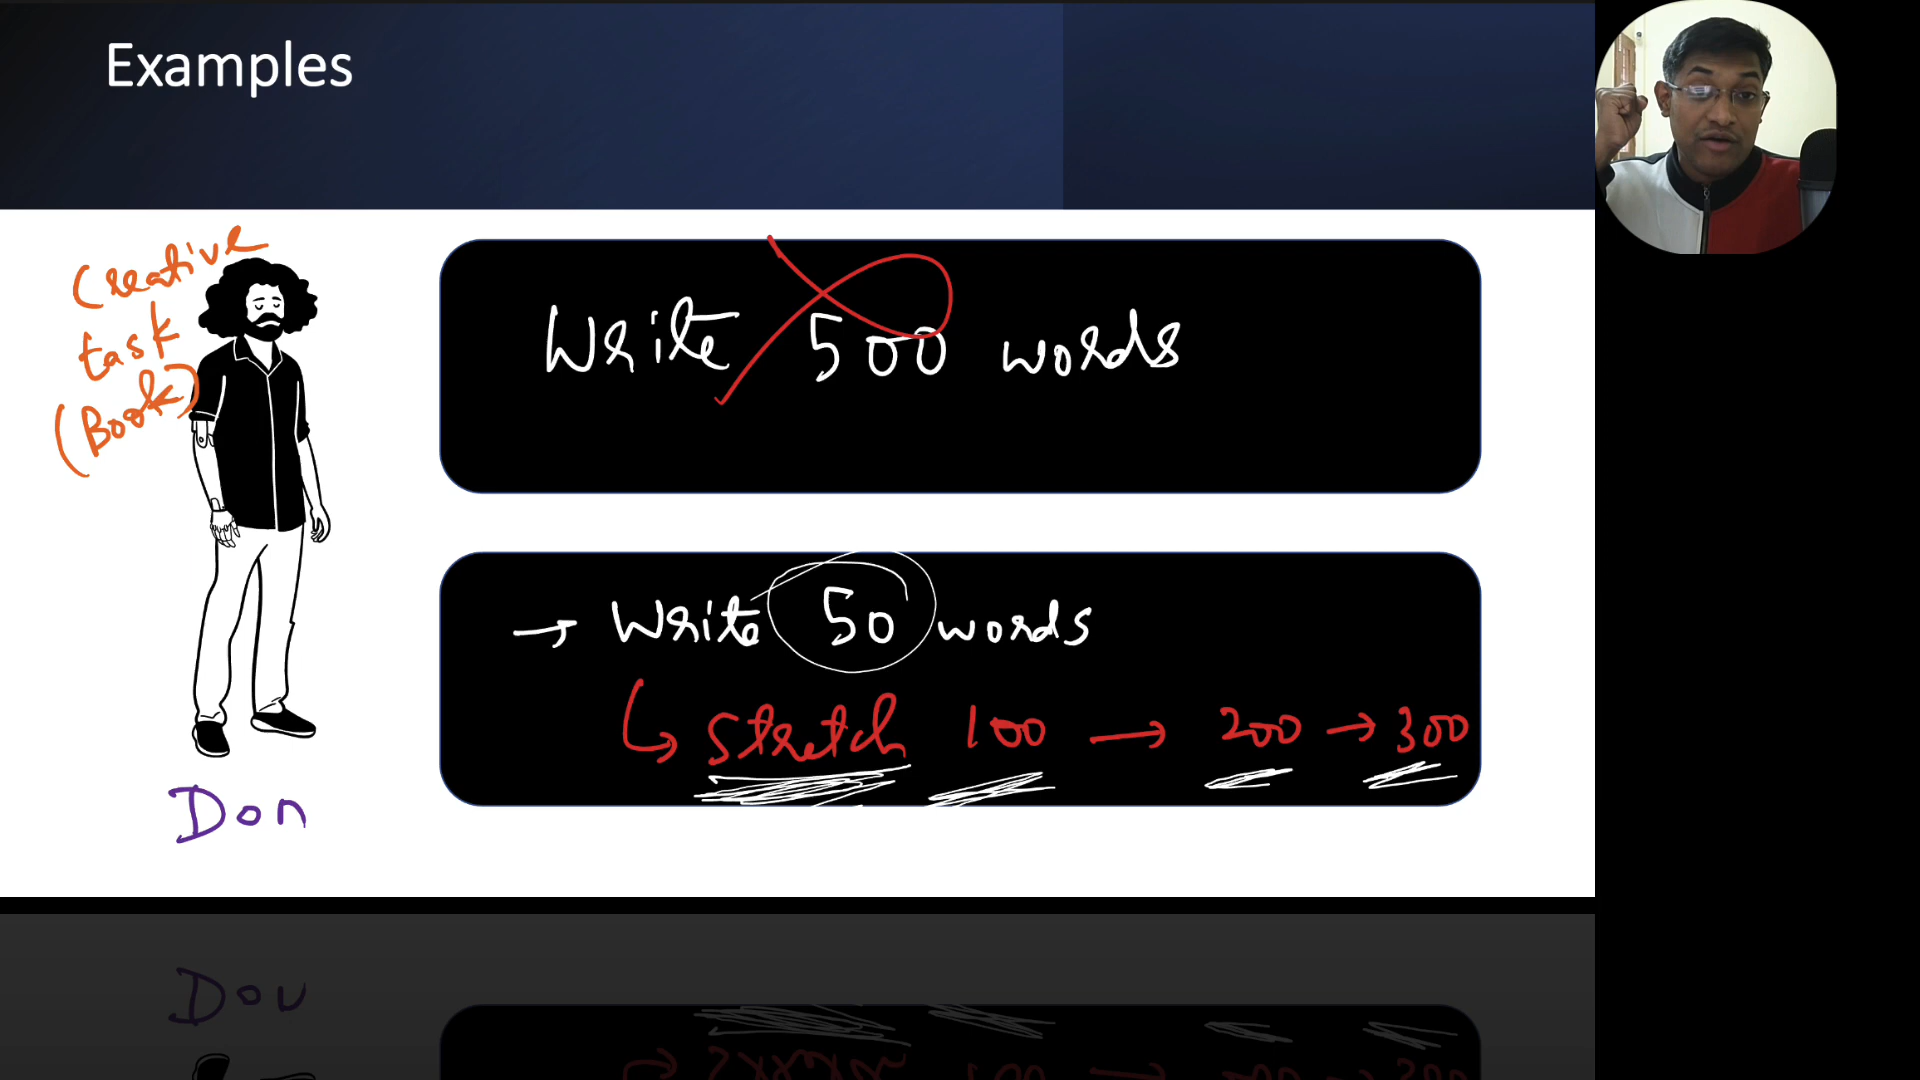 Examples
Creative
task
(Book)
Write 500 words
→ Write 50 words
↳ Stretch 100 → 200 → 300
Don